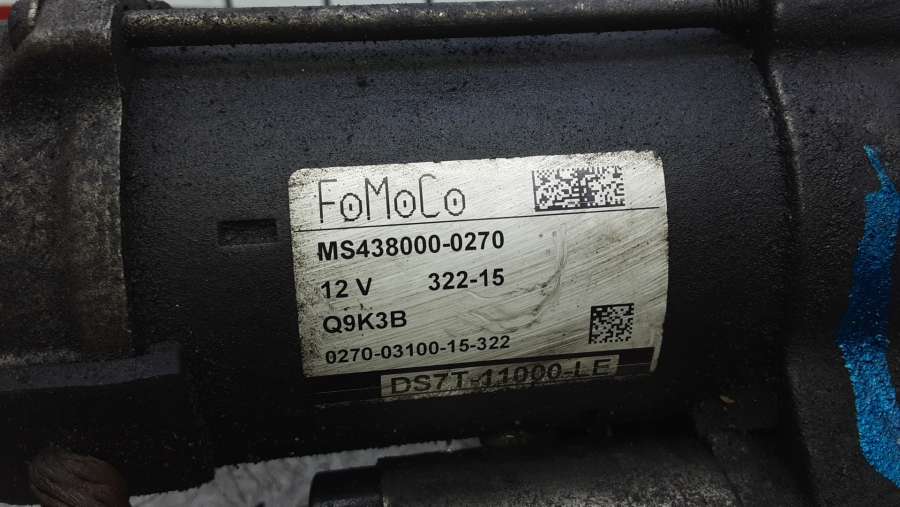 FoMoCo
MS438000-0270
12 V 322-15
Q9K3B
0270-03100-15-322
DS7T-11000-LE